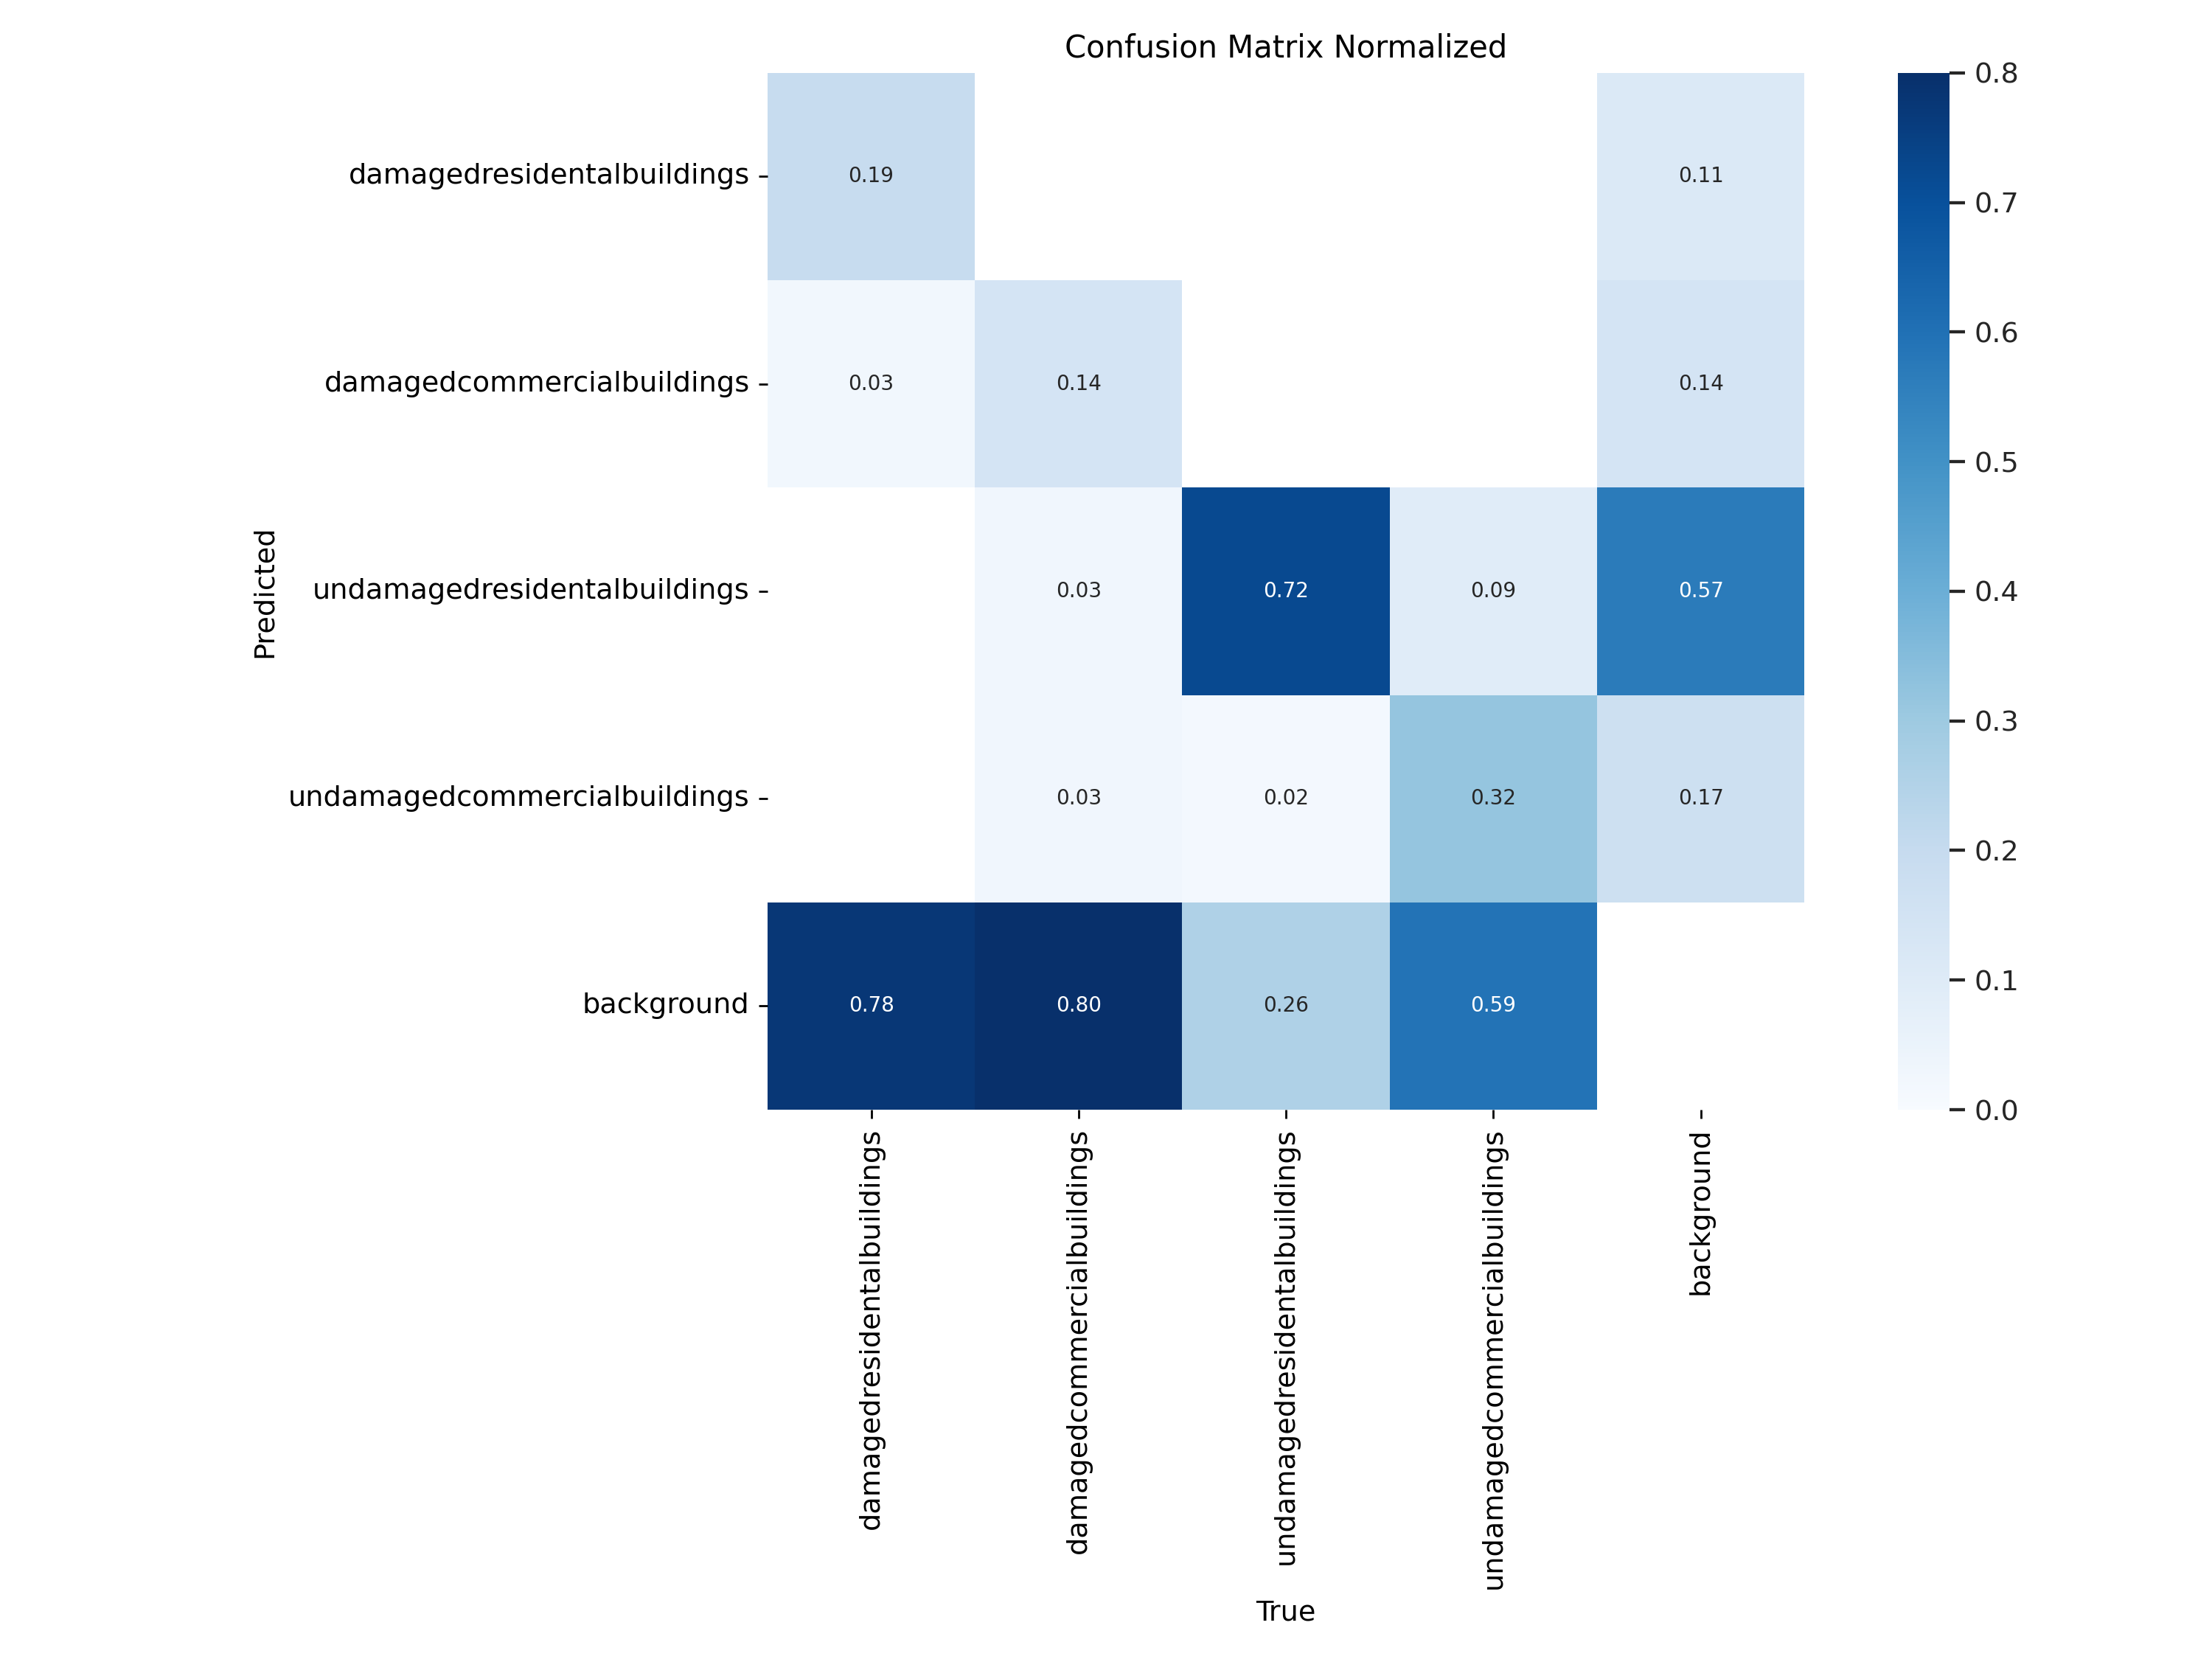 Confusion Matrix Normalized
damagedresidentalbuildings
0.19
0.11
damagedcommercialbuildings
0.03
0.14
0.14
undamagedresidentalbuildings
0.03
0.72
0.09
0.57
undamagedcommercialbuildings
0.03
0.02
0.32
0.17
background
0.78
0.80
0.26
0.59
Predicted
damagedresidentalbuildings
damagedcommercialbuildings
undamagedresidentalbuildings
undamagedcommercialbuildings
background
True
0.8
0.7
0.6
0.5
0.4
0.3
0.2
0.1
0.0